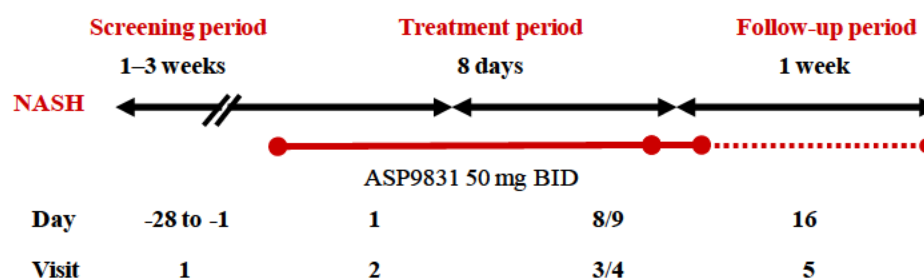 Screening period Treatment period Follow-up period
1–3 weeks 8 days 1 week
NASH
ASP9831 50 mg BID
Day -28 to -1 1 8/9 16
Visit 1 2 3/4 5